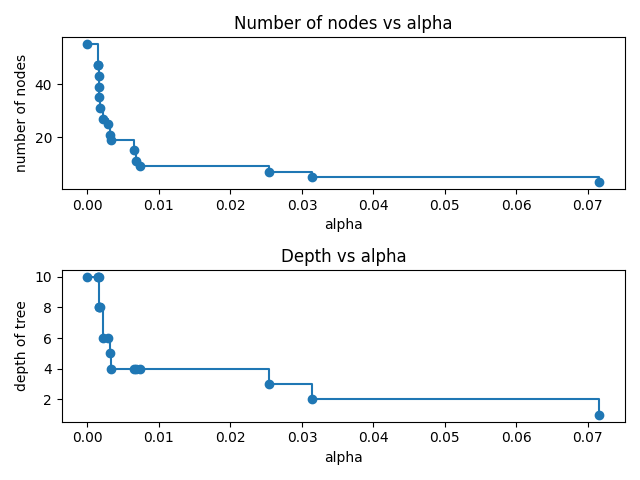 Number of nodes vs alpha
number of nodes
40
20
0.00 0.01 0.02 0.03 0.04 0.05 0.06 0.07
alpha
Depth vs alpha
depth of tree
10
8
6
4
2
0.00 0.01 0.02 0.03 0.04 0.05 0.06 0.07
alpha